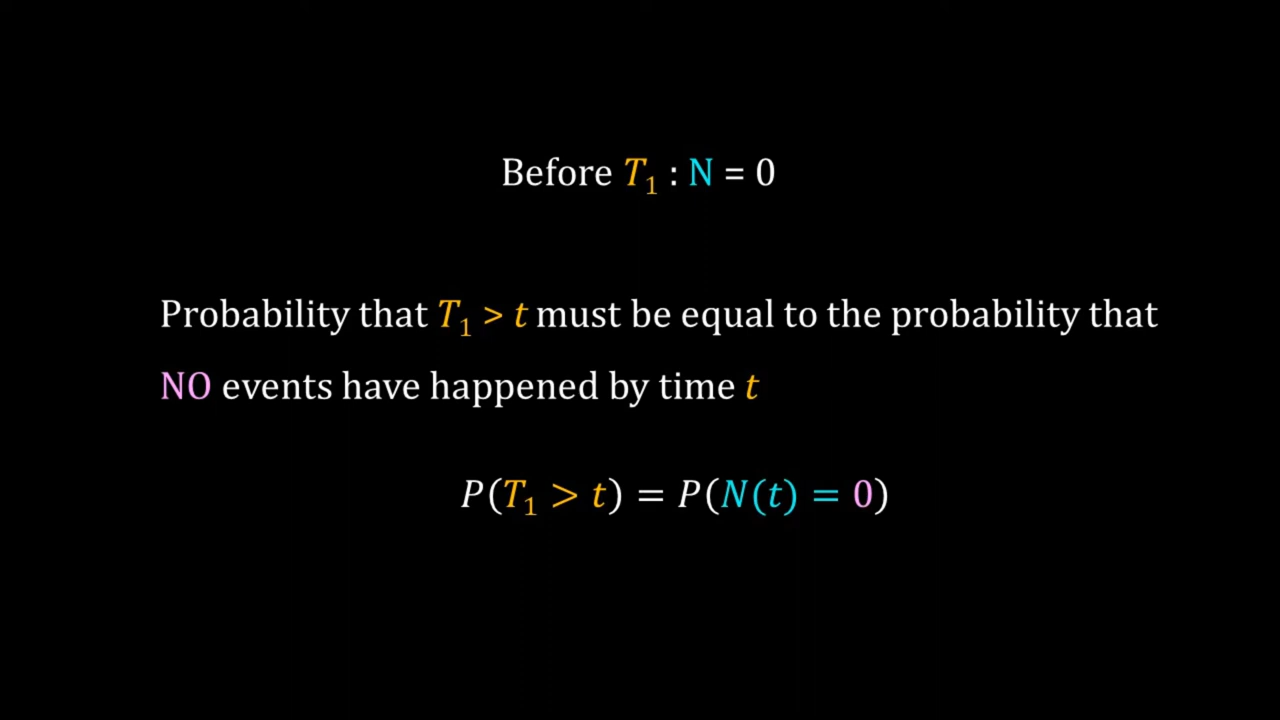 Before T₁ : N = 0
Probability that T₁ > t must be equal to the probability that
NO events have happened by time t
P(T₁ > t) = P(N(t) = 0)